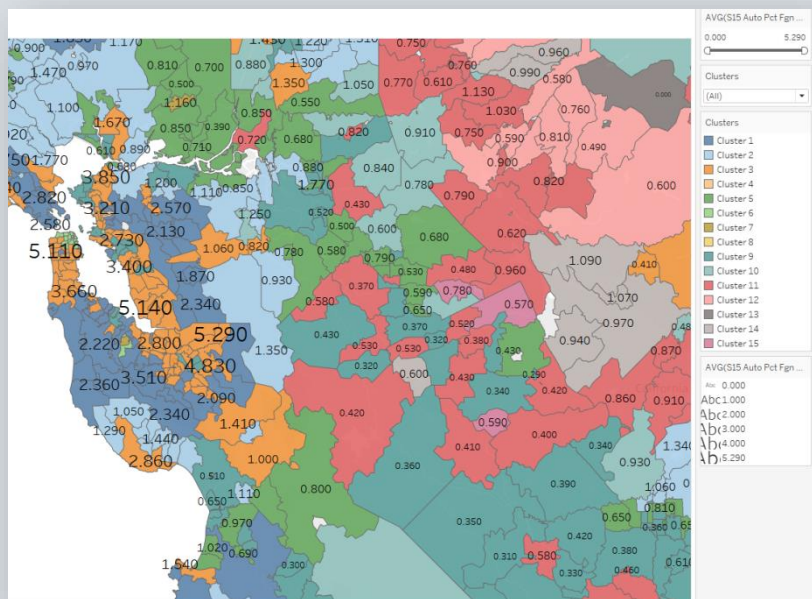 AVG(S15 Auto Pct Fgn ...
0.000 5.290
Clusters
(All)
Clusters
Cluster 1
Cluster 2
Cluster 3
Cluster 4
Cluster 5
Cluster 6
Cluster 7
Cluster 8
Cluster 9
Cluster 10
Cluster 11
Cluster 12
Cluster 13
Cluster 14
Cluster 15
AVG(S15 Auto Pct Fgn ...
Abc 0.000
Abc 1.000
2.000
3.000
4.000
5.290
0.900 1.170 1.430 1.220 0.750 0.960
1.470 0.970 0.810 0.700 0.880 1.300 0.760 0.990 0.580
0.500 1.350 1.050 0.770 0.610 1.130
1.100 1.160 0.550 1.030 0.760
1.670 0.850 0.390 0.850 0.820 0.910 0.750 0.590 0.810 0.490
0.610 0.890 0.710 0.720 0.680 0.900
1.770 3.850 1.200 0.880 0.840 0.780 0.820 0.600
2.820 3.210 2.570 1.110 0.850 1.770 0.430 0.790
2.580 2.130 1.250 0.520 0.500 0.600 0.680 0.620
5.110 2.730 1.060 0.820 0.780 0.580 0.790 1.090 0.410
3.400 1.870 0.930 0.370 0.530 0.480 0.960
3.660 5.140 2.340 0.580 0.590 0.780 0.570 1.070
0.650 0.970
2.220 2.800 5.290 0.430 0.370 0.520 0.940
1.350 0.530 0.530 0.320 0.380 0.430 0.870
2.360 3.510 4.830 0.320 0.600 0.430 0.290
2.090 0.340 0.420 0.860 0.910
1.050 2.340 1.410 0.420 0.590 0.400
1.290 1.440 0.410 0.340 1.340
2.860 1.000 0.360 0.930
0.510 0.800 0.390 1.060
0.650 1.110 0.350 0.650 0.810
0.970 0.420 0.360
1.020 0.690 0.310 0.580 0.380
1.540 0.300 0.330 0.460